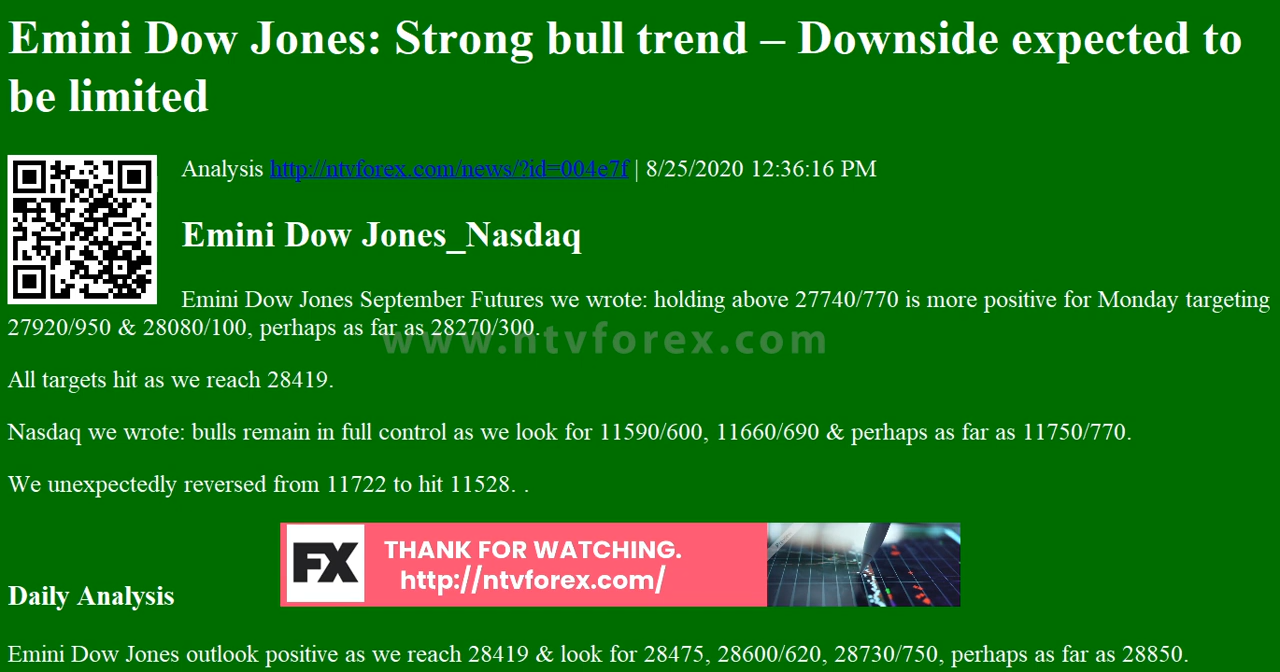 Emini Dow Jones: Strong bull trend – Downside expected to
be limited
Analysis http://ntvforex.com/news/?id=004e7f | 8/25/2020 12:36:16 PM
Emini Dow Jones_Nasdaq
Emini Dow Jones September Futures we wrote: holding above 27740/770 is more positive for Monday targeting
27920/950 & 28080/100, perhaps as far as 28270/300.
www.ntvforex.com
All targets hit as we reach 28419.
Nasdaq we wrote: bulls remain in full control as we look for 11590/600, 11660/690 & perhaps as far as 11750/770.
We unexpectedly reversed from 11722 to hit 11528. .
FX
THANK FOR WATCHING.
http://ntvforex.com/
Daily Analysis
Emini Dow Jones outlook positive as we reach 28419 & look for 28475, 28600/620, 28730/750, perhaps as far as 28850.